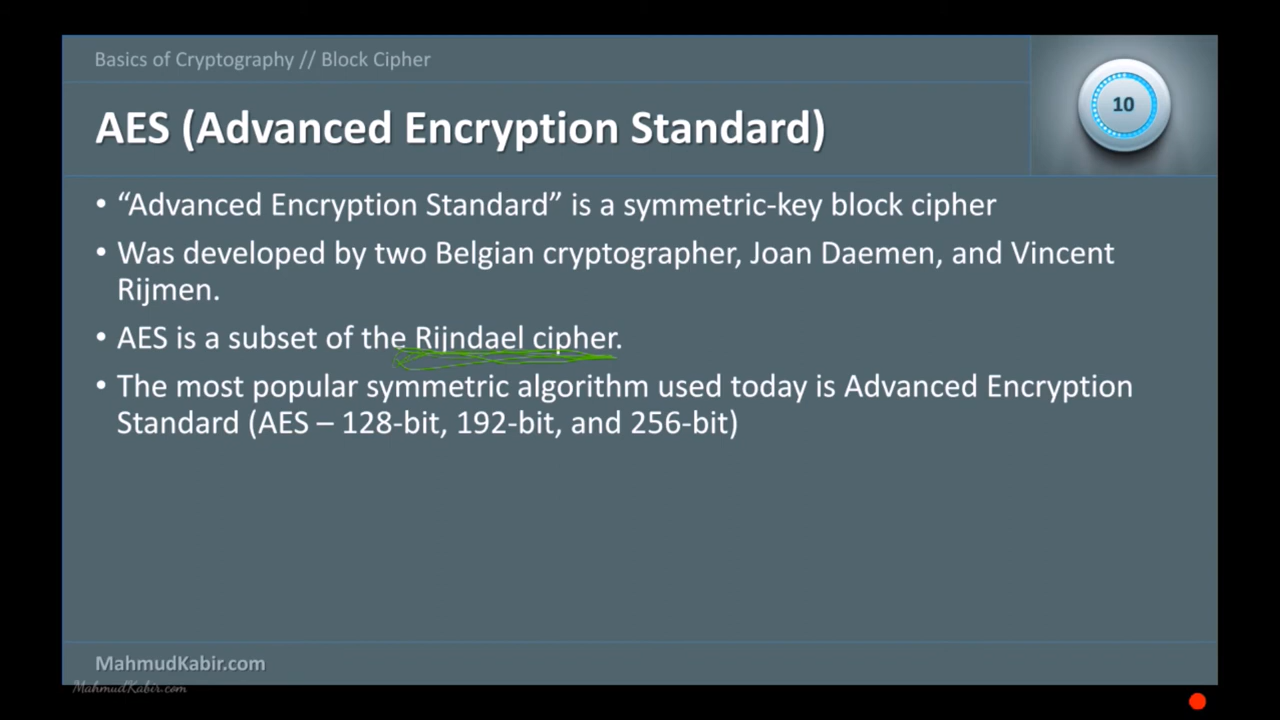 Basics of Cryptography // Block Cipher
10
AES (Advanced Encryption Standard)
• “Advanced Encryption Standard” is a symmetric-key block cipher
• Was developed by two Belgian cryptographer, Joan Daemen, and Vincent
Rijmen.
• AES is a subset of the Rijndael cipher.
• The most popular symmetric algorithm used today is Advanced Encryption
Standard (AES – 128-bit, 192-bit, and 256-bit)
MahmudKabir.com
MahmudKabir.com